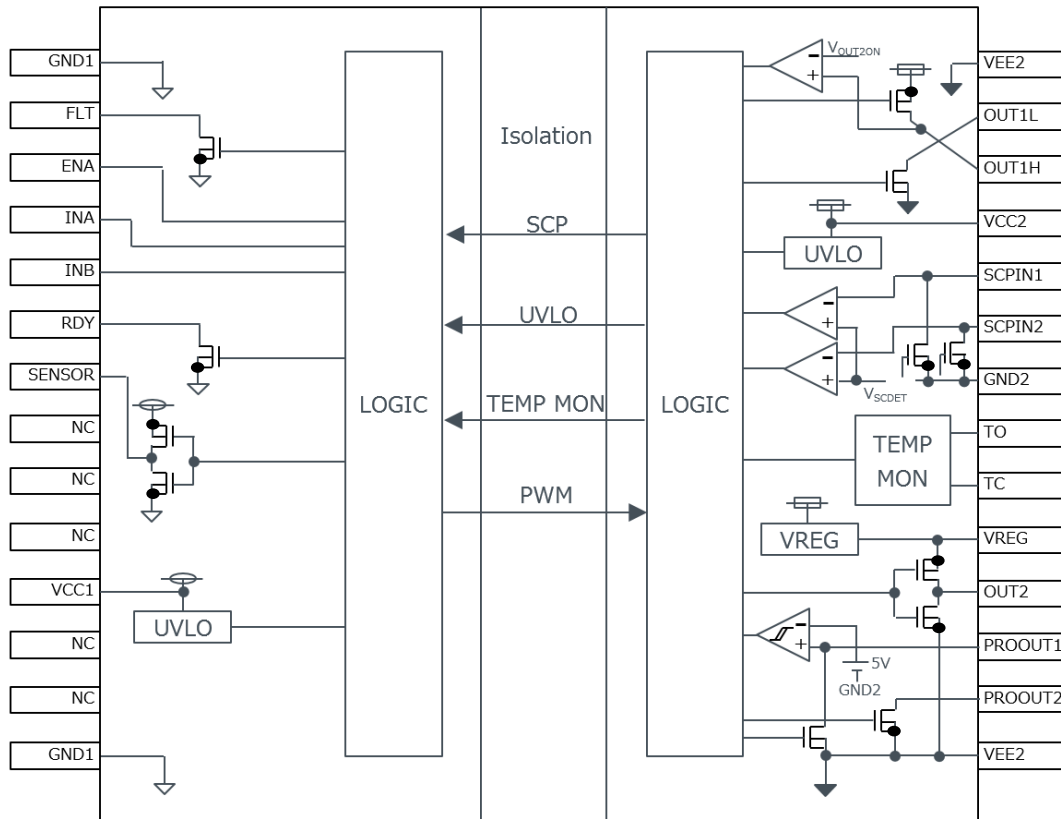 GND1
FLT
ENA
INA
INB
RDY
SENSOR
NC
NC
NC
VCC1
NC
NC
GND1
UVLO
LOGIC
Isolation
SCP
UVLO
TEMP MON
PWM
LOGIC
VOUT2ON
UVLO
VSCDET
TEMP
MON
VREG
5V
GND2
VEE2
OUT1L
OUT1H
VCC2
SCPIN1
SCPIN2
GND2
TO
TC
VREG
OUT2
PROOUT1
PROOUT2
VEE2